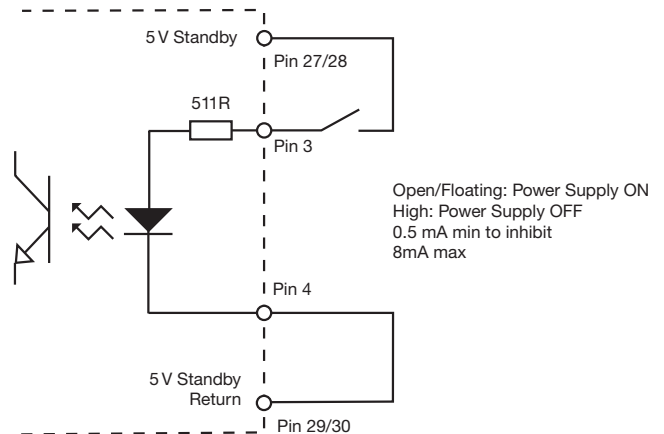 5 V Standby
Pin 27/28
511R
Pin 3
Open/Floating: Power Supply ON
High: Power Supply OFF
0.5 mA min to inhibit
8mA max
Pin 4
5 V Standby
Return
Pin 29/30